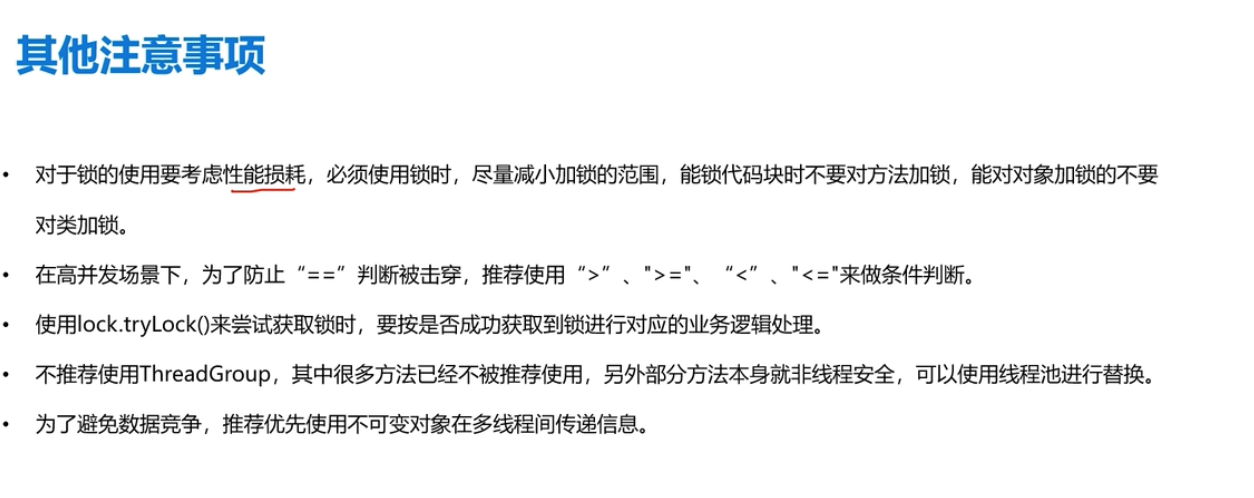 其他注意事项
• 对于锁的使用要考虑性能损耗，必须使用锁时，尽量减小加锁的范围，能锁代码块时不要对方法加锁，能对对象加锁的不要
对类加锁。
• 在高并发场景下，为了防止“==”判断被击穿，推荐使用“>”、">="、“<”、"<="来做条件判断。
• 使用lock.tryLock()来尝试获取锁时，要按是否成功获取到锁进行对应的业务逻辑处理。
• 不推荐使用ThreadGroup，其中很多方法已经不被推荐使用，另外部分方法本身就非线程安全，可以使用线程池进行替换。
• 为了避免数据竞争，推荐优先使用不可变对象在多线程间传递信息。